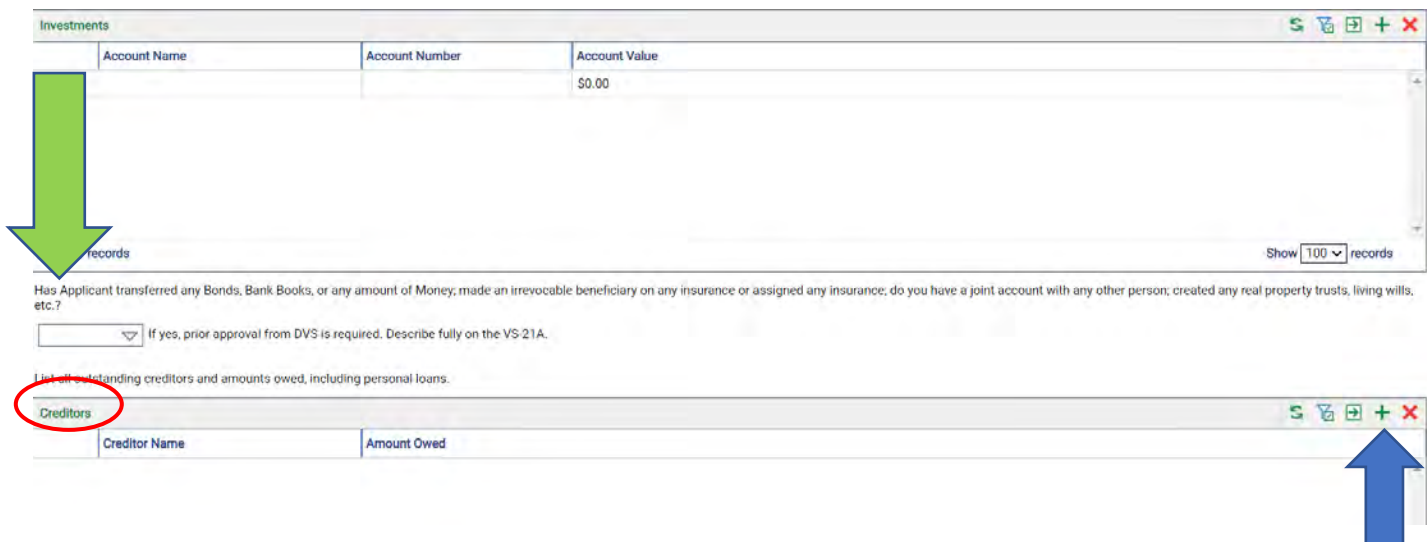 Investments
Account Name Account Number Account Value
$0.00
records Show 100 records
Has Applicant transferred any Bonds, Bank Books, or any amount of Money; made an irrevocable beneficiary on any insurance or assigned any insurance; do you have a joint account with any other person; created any real property trusts, living wills,
etc.?
If yes, prior approval from DVS is required. Describe fully on the VS-21A.
List all outstanding creditors and amounts owed, including personal loans.
Creditors
Creditor Name Amount Owed